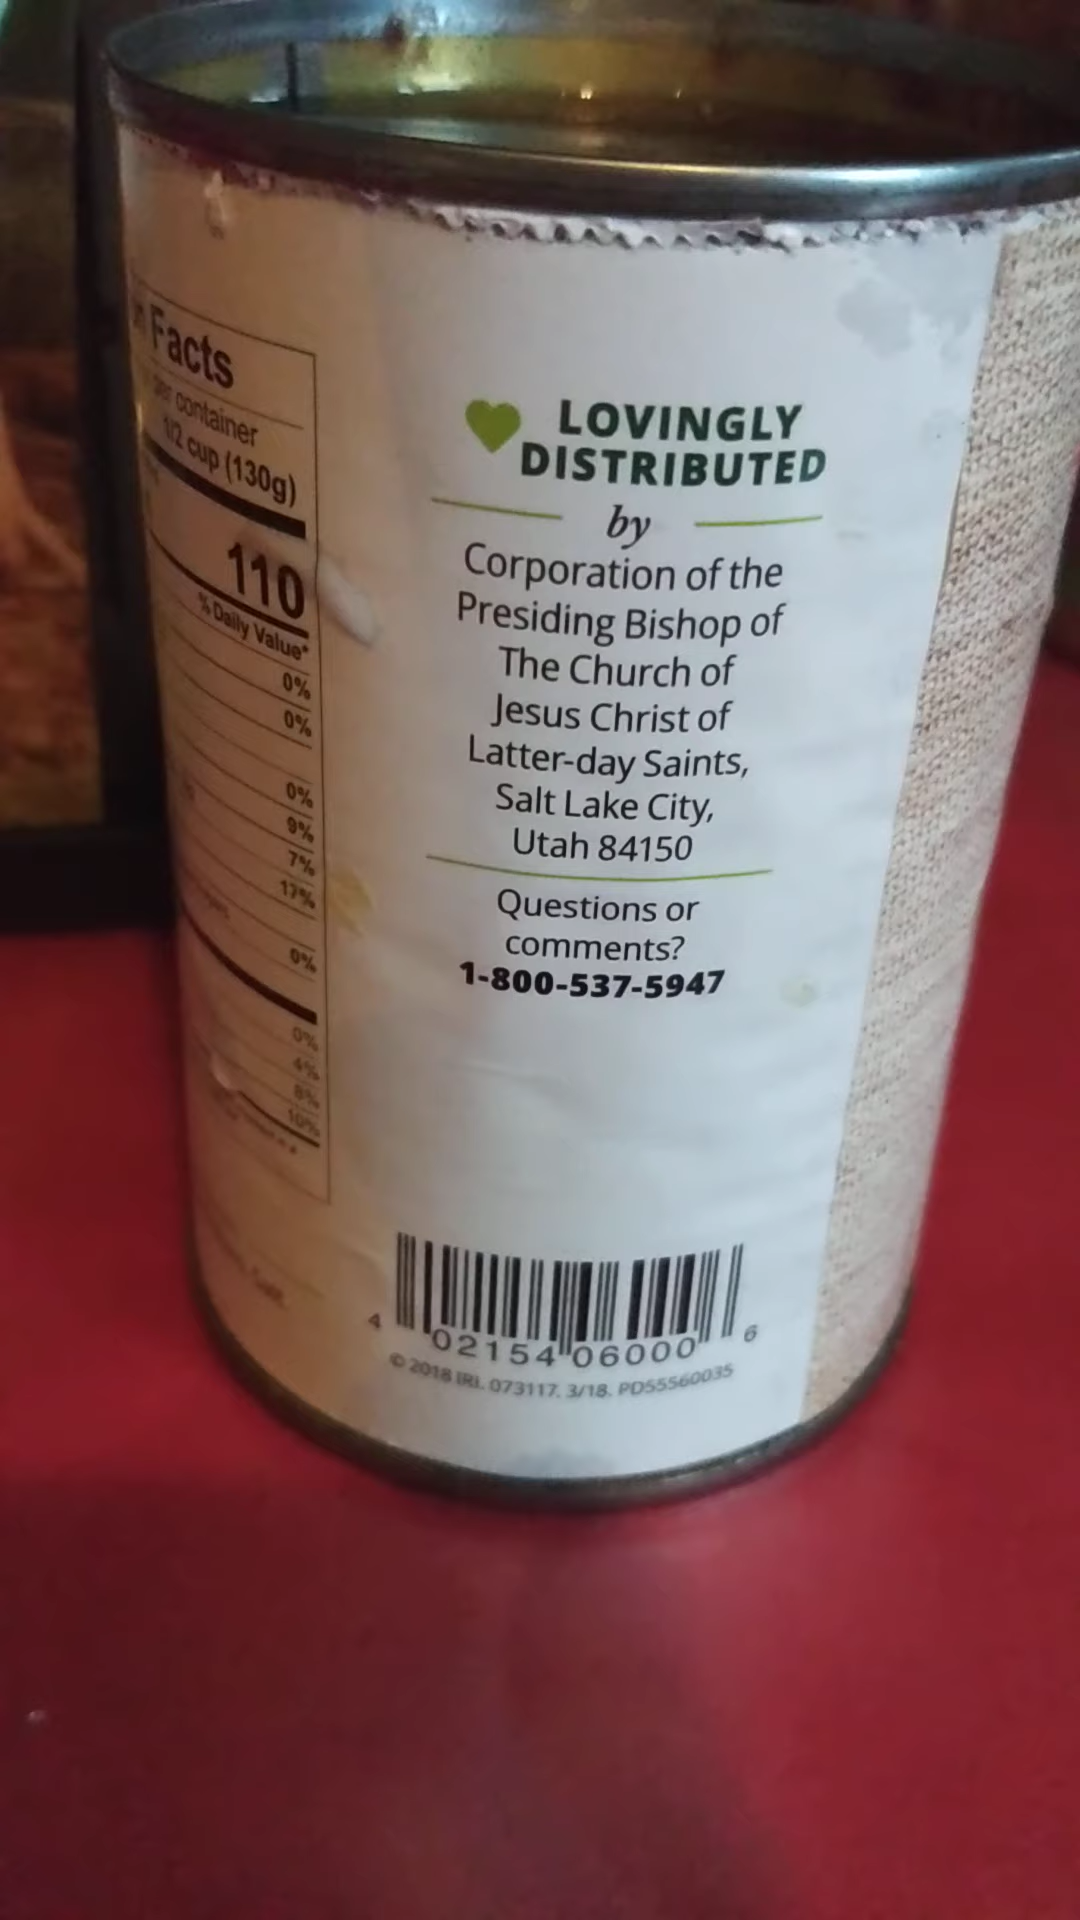 Facts
per container
1/2 cup (130g)
110
% Daily Value*
0%
0%
0%
9%
7%
17%
0%
0%
4%
8%
10%
LOVINGLY
DISTRIBUTED
by
Corporation of the
Presiding Bishop of
The Church of
Jesus Christ of
Latter-day Saints,
Salt Lake City,
Utah 84150
Questions or
comments?
1-800-537-5947
4 02154 06000 6
© 2018 IRI. 073117. 3/18. PD55560035